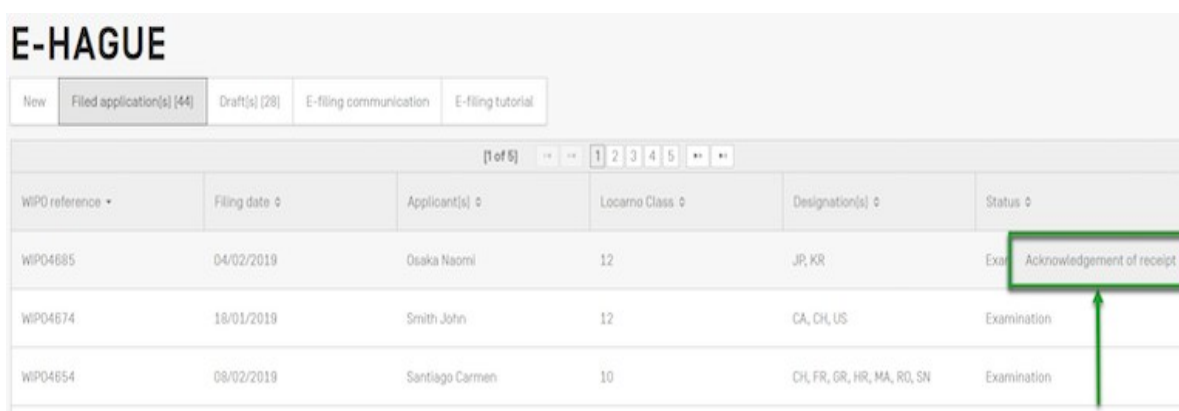 E-HAGUE
New Filed application(s) [44] Draft(s) [28] E-filing communication E-filing tutorial
[1 of 5] 1 2 3 4 5
WIPO reference Filing date Applicant(s) Locarno Class Designation(s) Status
WIPO4685 04/02/2019 Osaka Naomi 12 JP, KR Exa Acknowledgement of receipt
WIPO4674 18/01/2019 Smith John 12 CA, CH, US Examination
WIPO4654 08/02/2019 Santiago Carmen 10 CH, FR, GR, HR, MA, RO, SN Examination